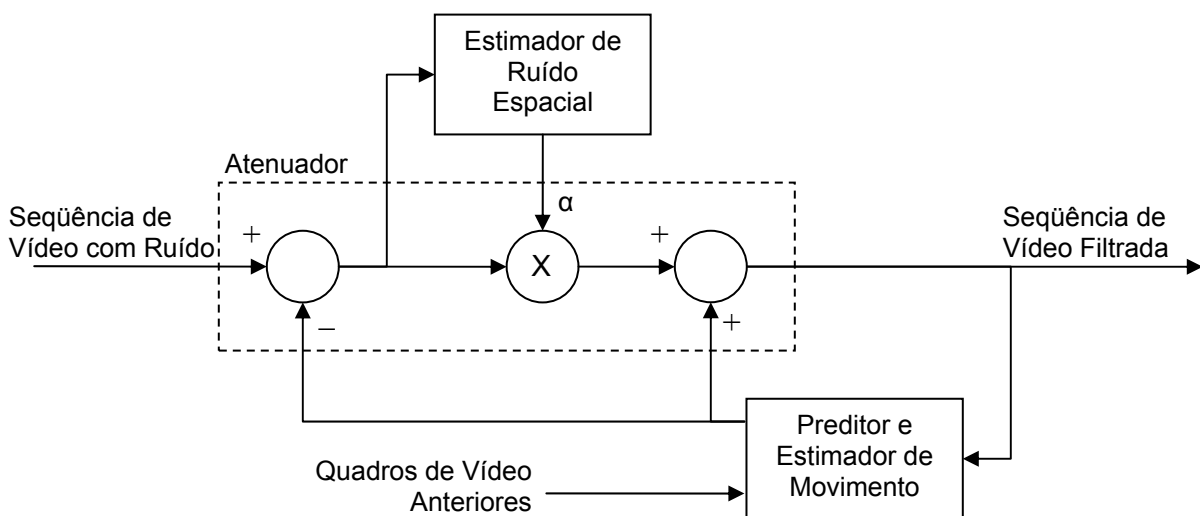 Estimador de
Ruído
Espacial
Atenuador
α
Seqüência de
Vídeo com Ruído
+
X
+
Seqüência de
Vídeo Filtrada
–
+
Preditor e
Estimador de
Movimento
Quadros de Vídeo
Anteriores